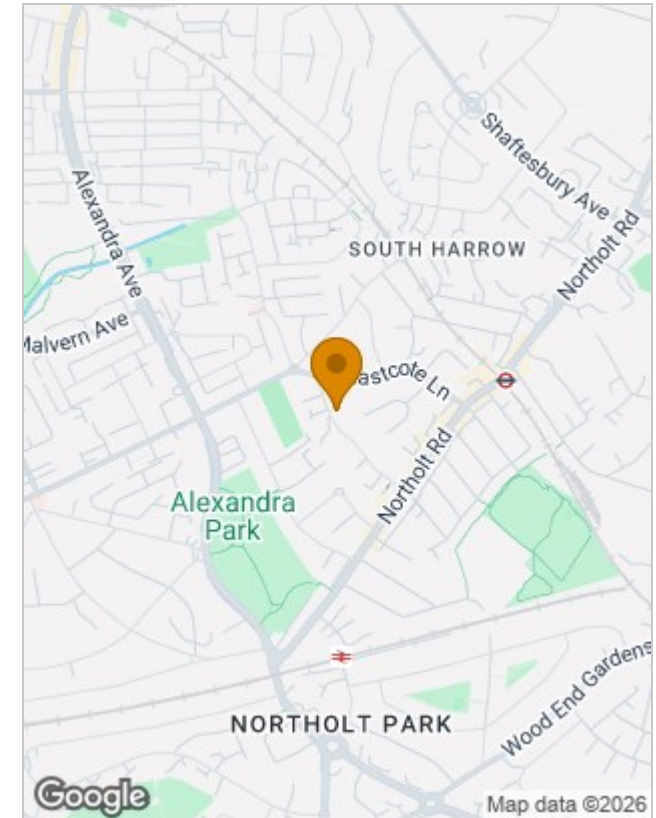 Shaftesbury Ave
Alexandra Ave
SOUTH HARROW
Northolt Rd
Malvern Ave
Eastcote Ln
Northolt Rd
Alexandra
Park
Wood End Gardens
NORTHOLT PARK
Google
Map data ©2026